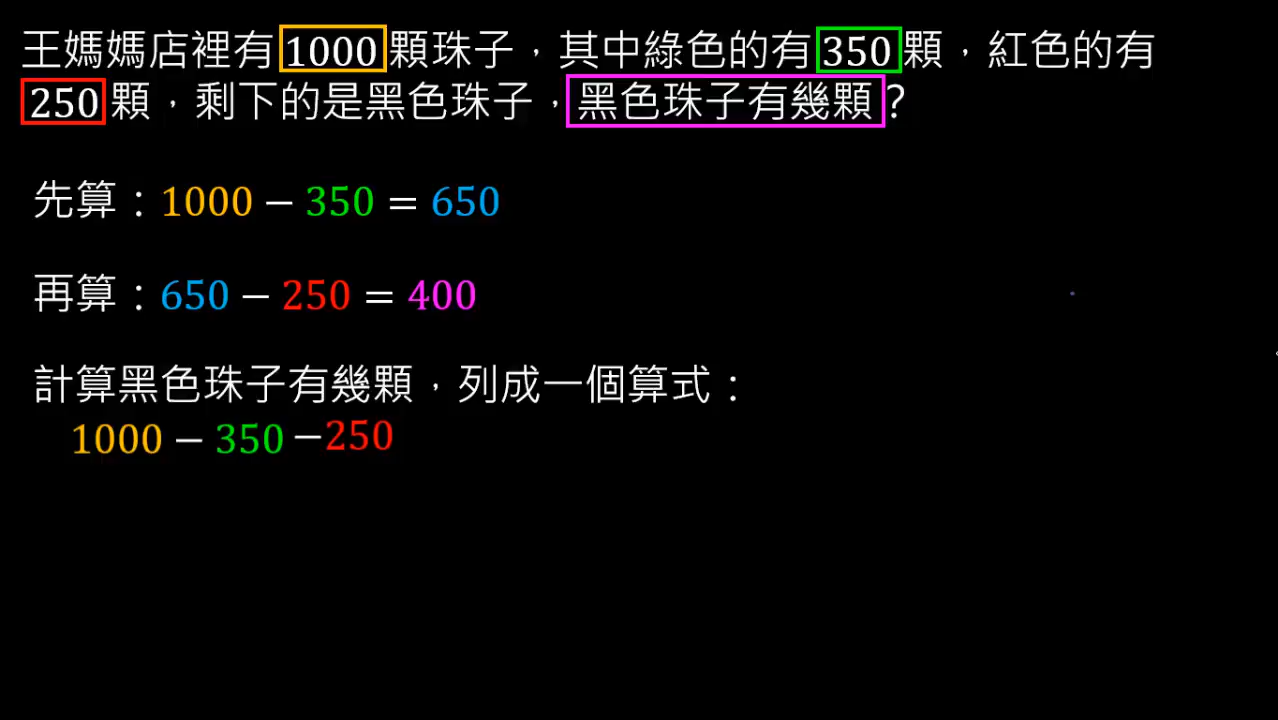 王媽媽店裡有1000顆珠子，其中綠色的有350顆，紅色的有
250顆，剩下的是黑色珠子，黑色珠子有幾顆？
先算：1000－350＝650
再算：650－250＝400
計算黑色珠子有幾顆，列成一個算式：
1000－350－250